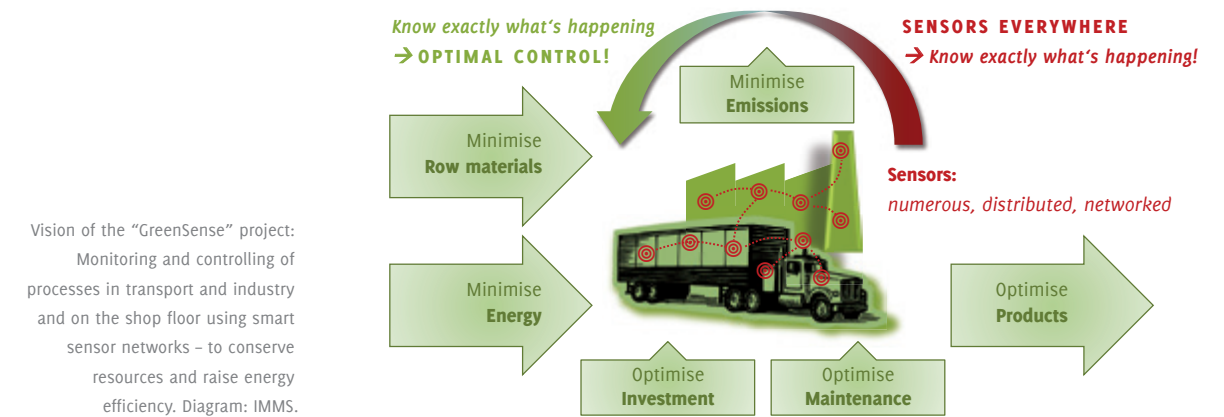 Know exactly what's happening
→ OPTIMAL CONTROL!
SENSORS EVERYWHERE
→ Know exactly what's happening!
Minimise
Emissions
Minimise
Row materials
Sensors:
numerous, distributed, networked
Vision of the “GreenSense” project:
Monitoring and controlling of
processes in transport and industry
and on the shop floor using smart
sensor networks – to conserve
resources and raise energy
efficiency. Diagram: IMMS.
Minimise
Energy
Optimise
Products
Optimise
Investment
Optimise
Maintenance